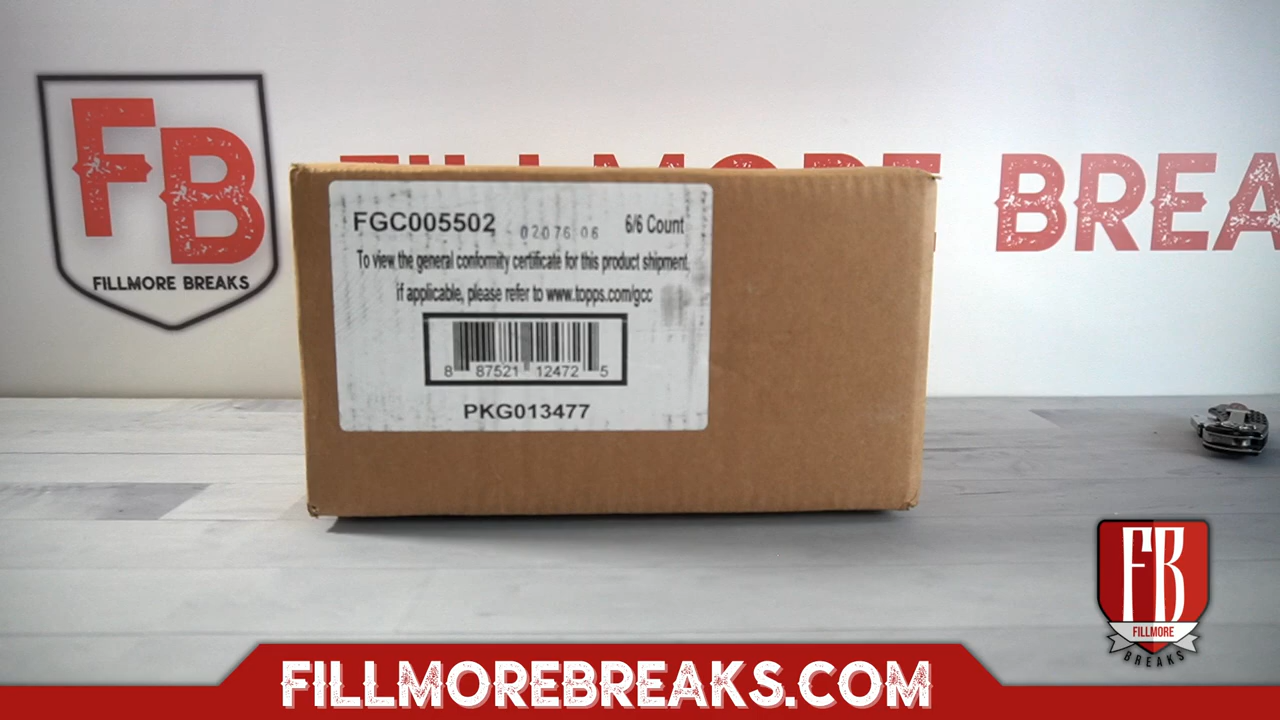 FB
FILLMORE BREAKS
FILLMORE BREA
FGC005502 02076 06 6/6 Count
To view the general conformity certificate for this product shipment,
if applicable, please refer to www.topps.com/gcc
8 87521 12472 5
PKG013477
FB
FILLMORE
BREAKS
FILLMOREBREAKS.COM